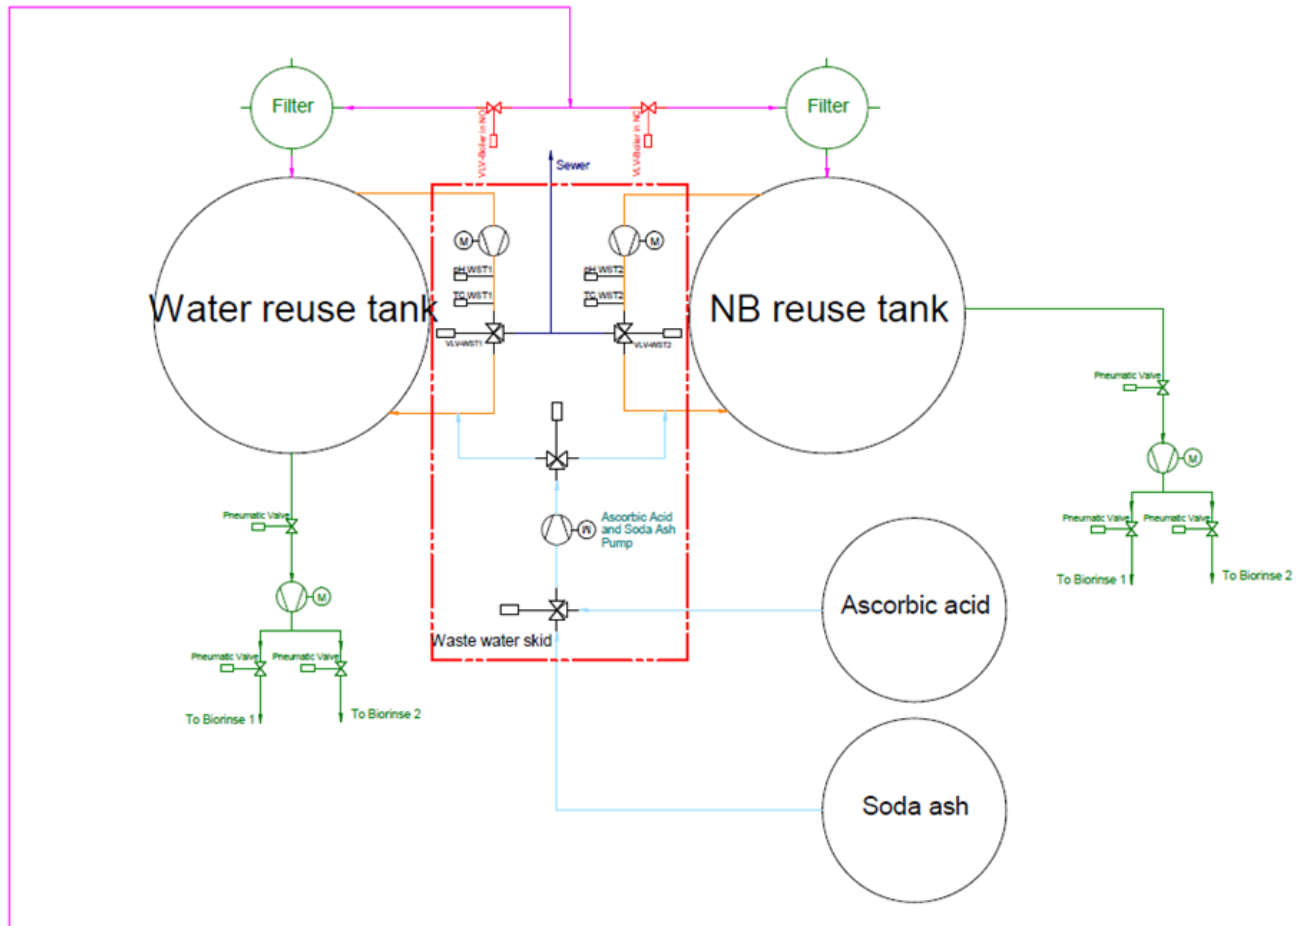 Filter
Filter
VLV-Boiler in NO
VLV-Boiler in NC
Sewer
M
M
pH WST1
pH WST2
TC WST1
TC WST2
Water reuse tank
NB reuse tank
VLV-WST1
VLV-WST2
Pneumatic Valve
M
Pneumatic Valve
Pneumatic Valve
To Biorinse 1
To Biorinse 2
Pneumatic Valve
M
Ascorbic Acid
and Soda Ash
Pump
M
Ascorbic acid
Waste water skid
Pneumatic Valve
Pneumatic Valve
To Biorinse 1
To Biorinse 2
Soda ash